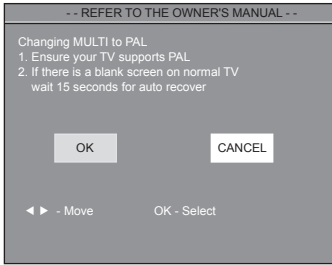 - - REFER TO THE OWNER'S MANUAL - -
Changing MULTI to PAL
1. Ensure your TV supports PAL
2. If there is a blank screen on normal TV
wait 15 seconds for auto recover
OK CANCEL
◄ ► - Move OK - Select